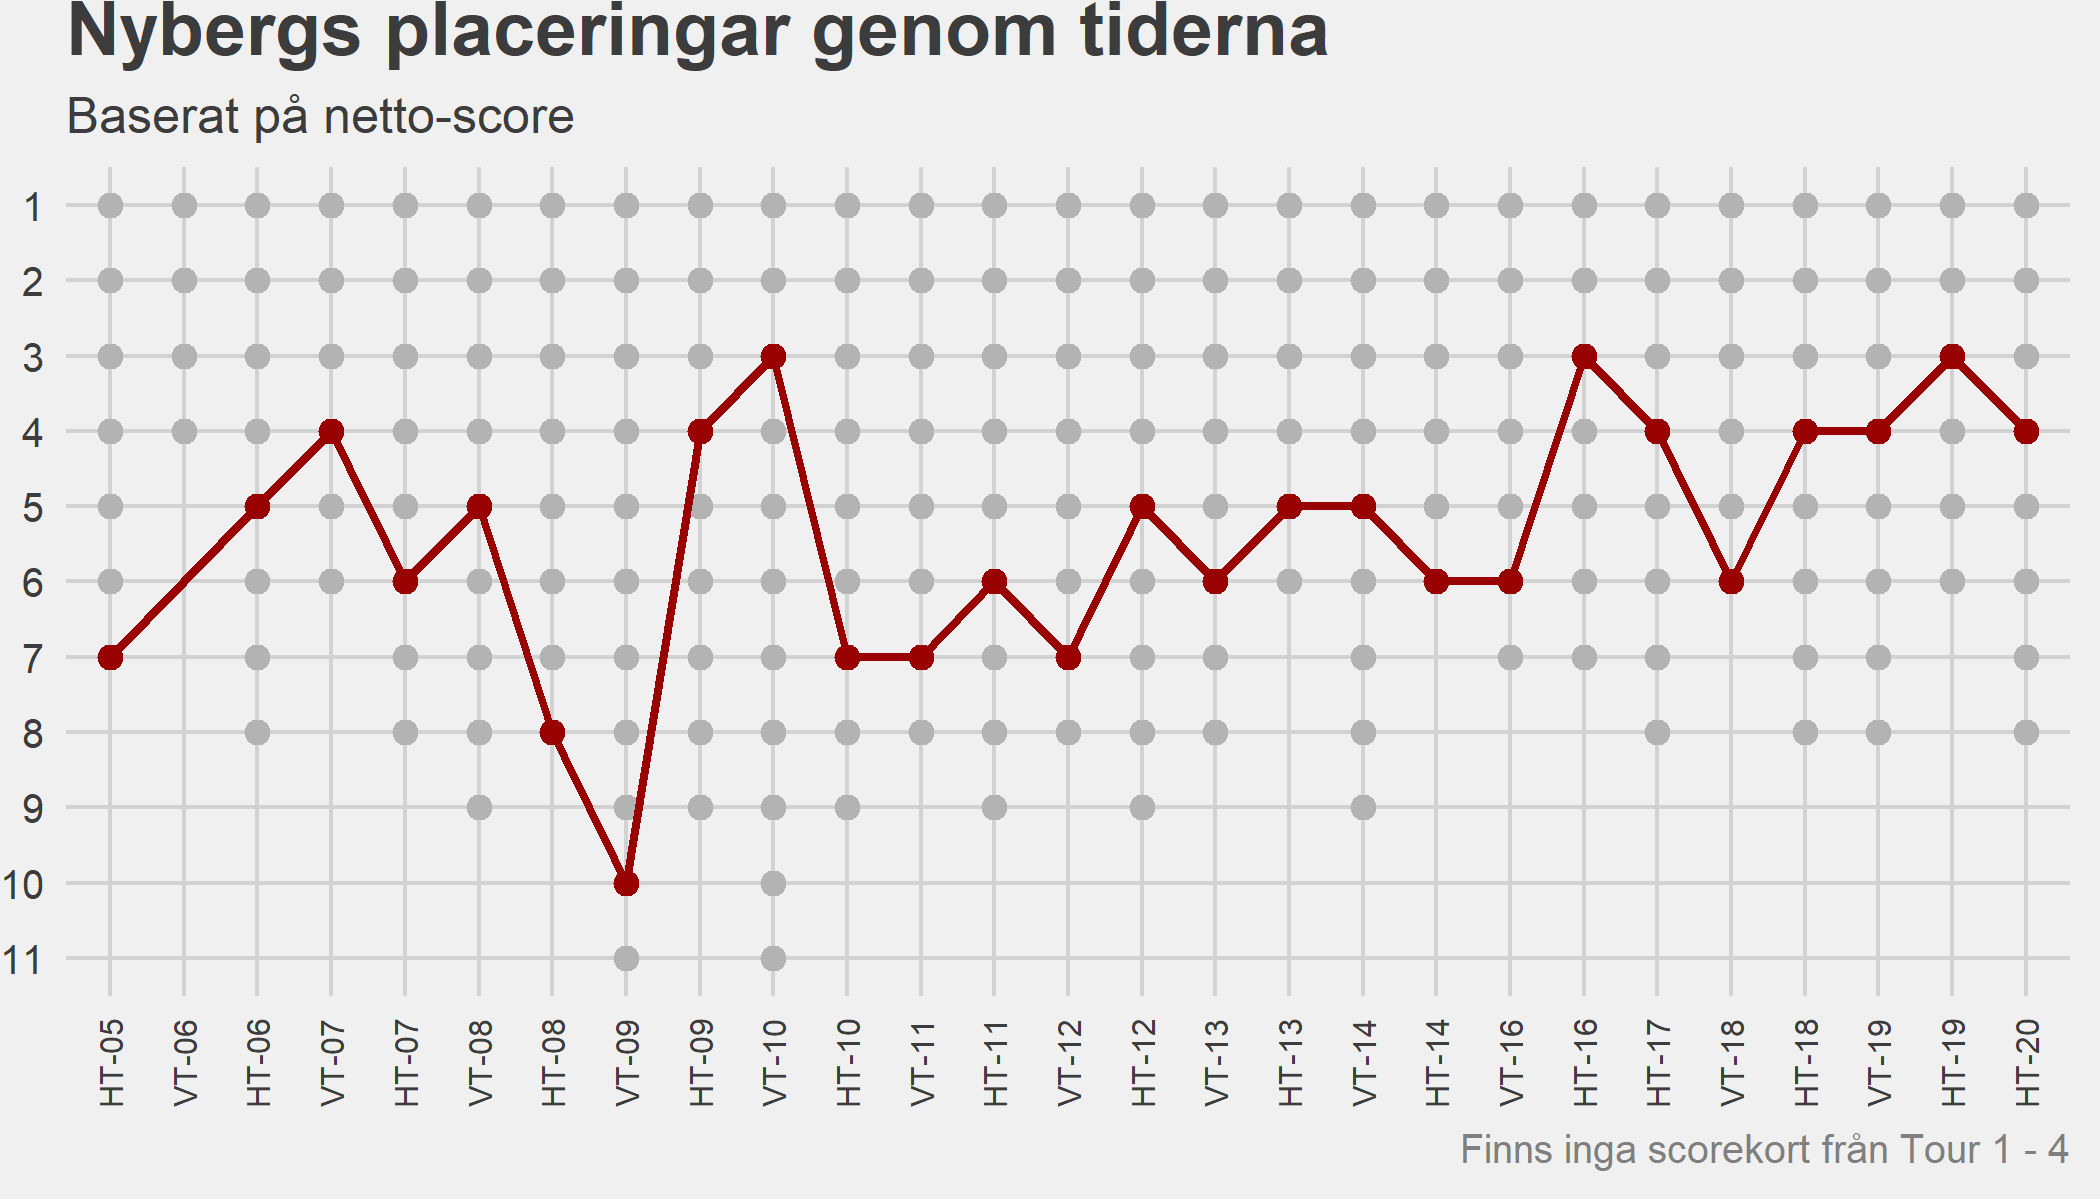 Nybergs placeringar genom tiderna
Baserat på netto-score
1
2
3
4
5
6
7
8
9
10
11
HT-05
VT-06
HT-06
VT-07
HT-07
VT-08
HT-08
VT-09
HT-09
VT-10
HT-10
VT-11
HT-11
VT-12
HT-12
VT-13
HT-13
VT-14
HT-14
VT-16
HT-16
HT-17
VT-18
HT-18
VT-19
HT-19
HT-20
Finns inga scorekort från Tour 1 - 4